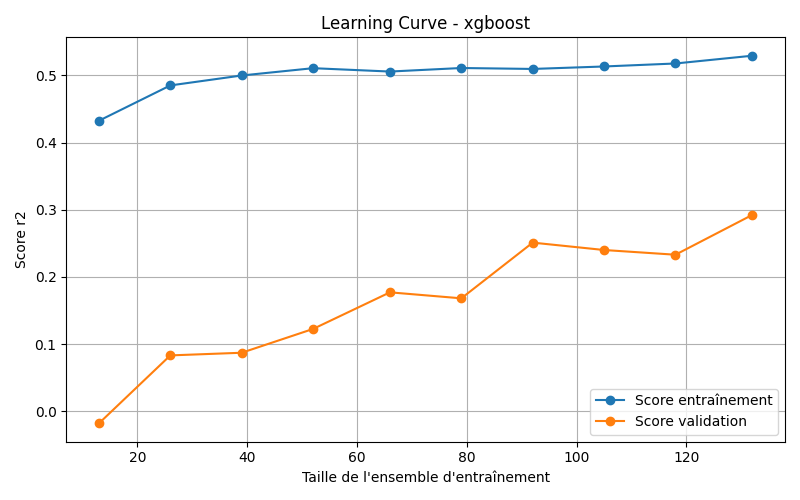 Learning Curve - xgboost
Score r2
0.5
0.4
0.3
0.2
0.1
0.0
20
40
60
80
100
120
Taille de l'ensemble d'entraînement
Score entraînement
Score validation